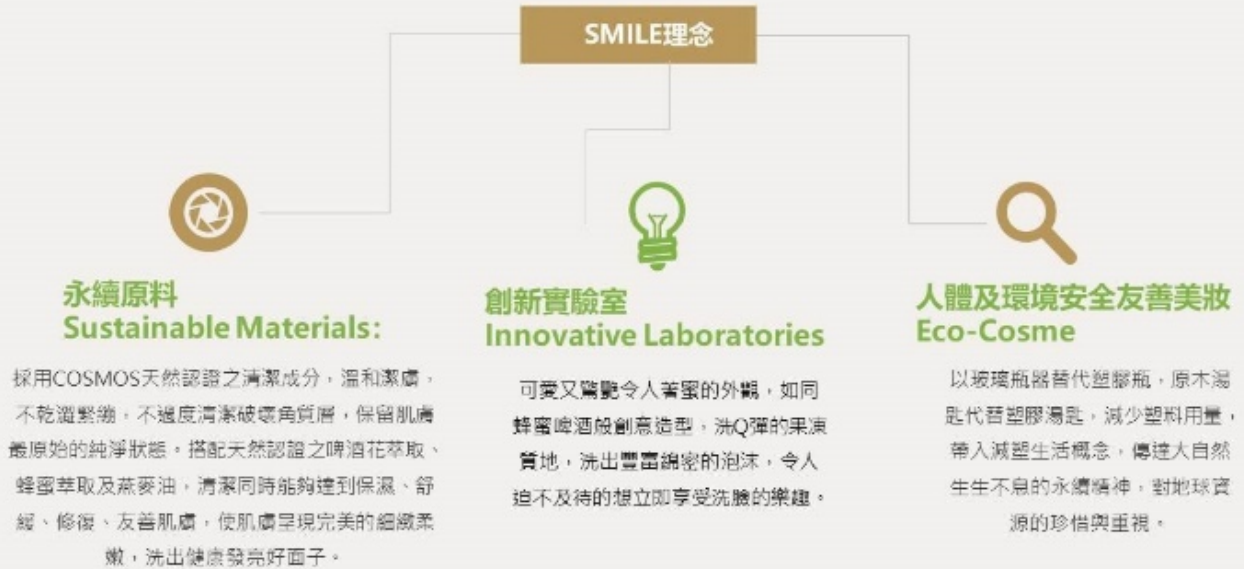 SMILE理念
永續原料
Sustainable Materials:
採用COSMOS天然認證之清潔成分，溫和潔膚，
不乾澀緊繃，不過度清潔破壞角質層，保留肌膚
最原始的純淨狀態。搭配天然認證之啤酒花萃取、
蜂蜜萃取及燕麥油，清潔同時能夠達到保濕、舒
緩、修復、友善肌膚，使肌膚呈現完美的細緻柔
嫩，洗出健康發亮好面子。
創新實驗室
Innovative Laboratories
可愛又驚艷令人著蜜的外觀，如同
蜂蜜啤酒般創意造型，洗Q彈的果凍
質地，洗出豐富綿密的泡沫，令人
迫不及待的想立即享受洗臉的樂趣。
人體及環境安全友善美妝
Eco-Cosme
以玻璃瓶器替代塑膠瓶，原木湯
匙代替塑膠湯匙，減少塑料用量，
帶入減塑生活概念，傳達大自然
生生不息的永續精神，對地球資
源的珍惜與重視。